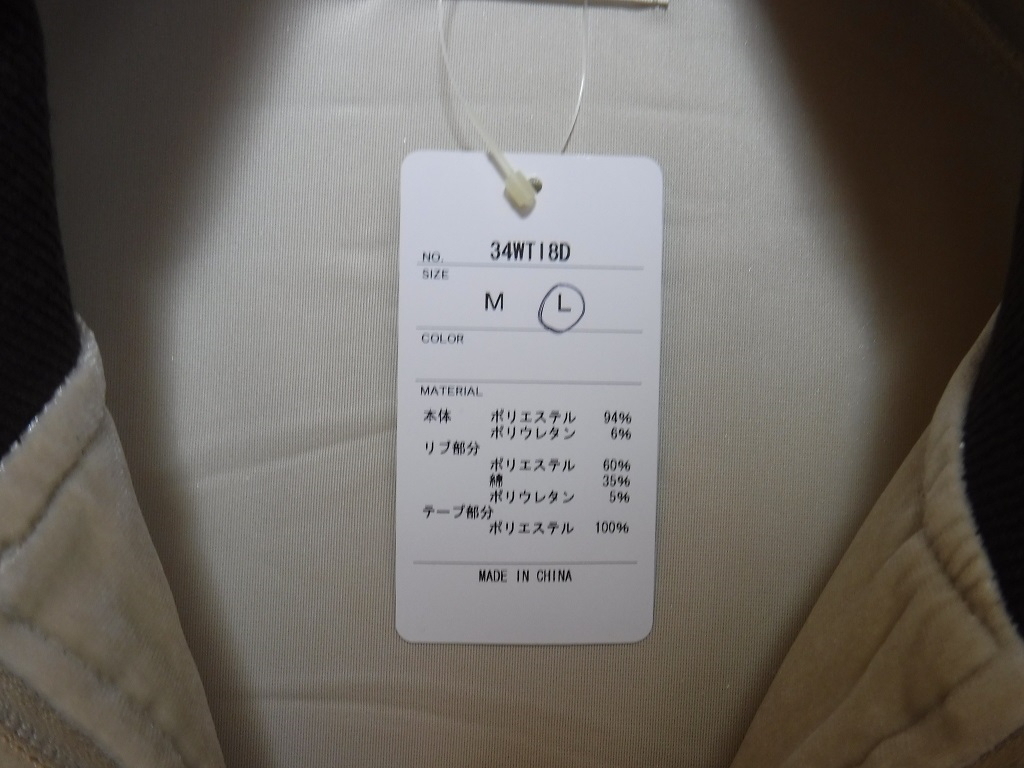 NO. 34WT18D
SIZE
M L
COLOR
MATERIAL
本体 ポリエステル 94%
ポリウレタン 6%
リブ部分
ポリエステル 60%
綿 35%
ポリウレタン 5%
テープ部分
ポリエステル 100%
MADE IN CHINA